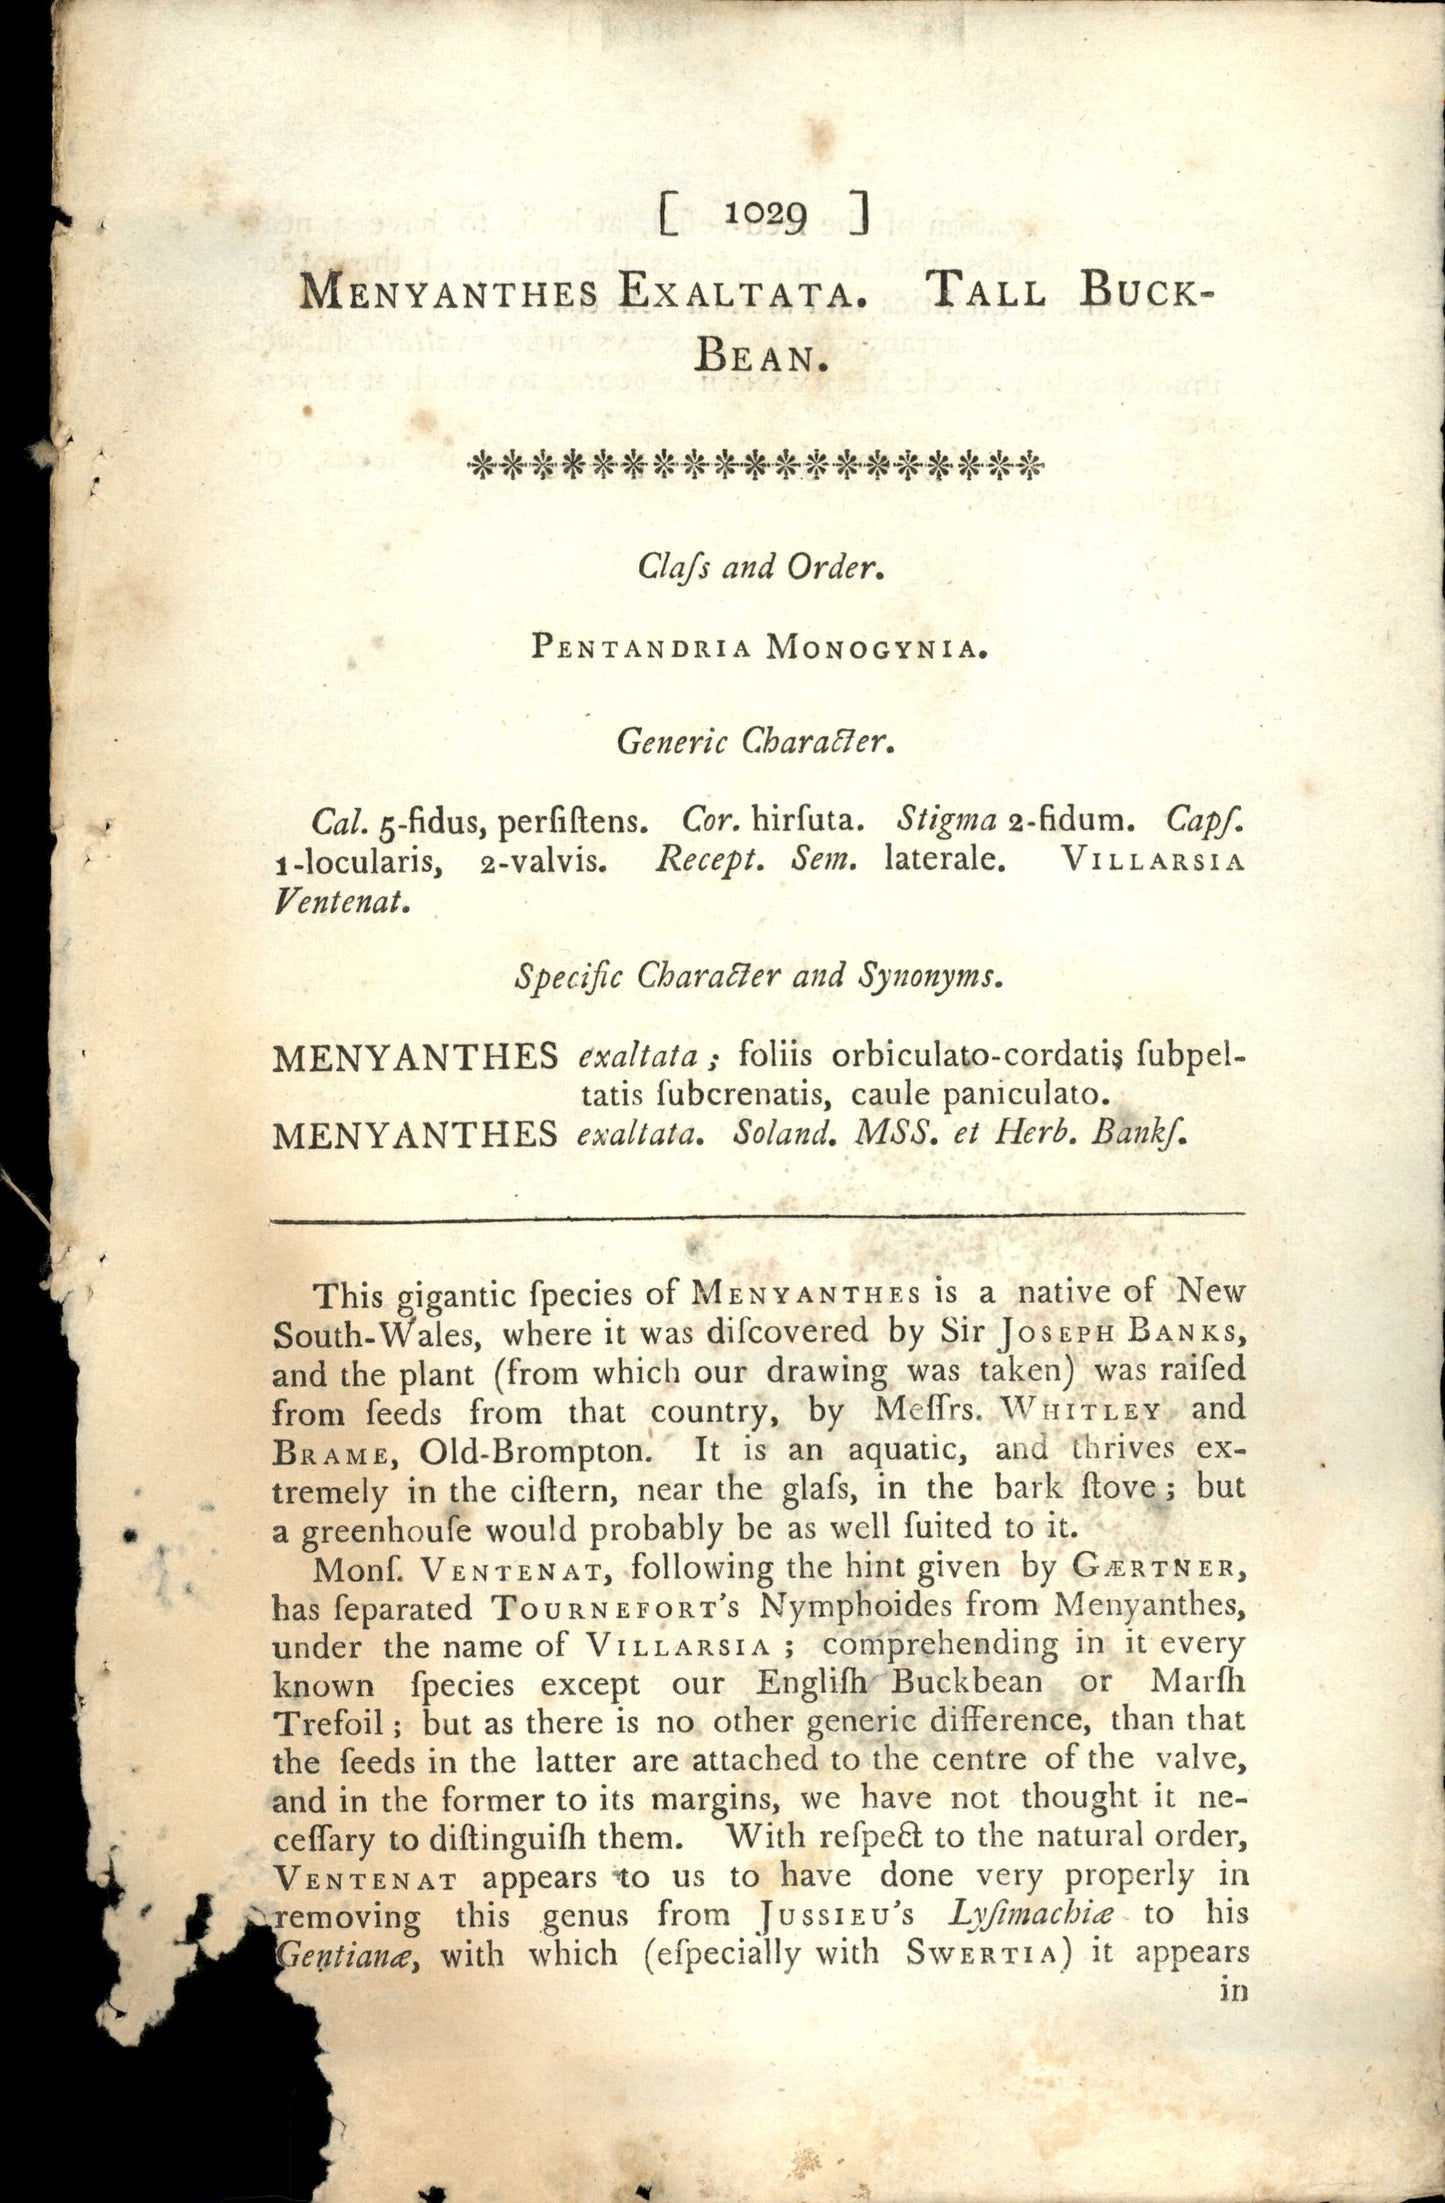 [ 1029 ]
MENYANTHES EXALTATA. TALL BUCK-
BEAN.
*******************
Claſs and Order.
PENTANDRIA MONOGYNIA.
Generic Character.
Cal. 5-fidus, perſiſtens. Cor. hirſuta. Stigma 2-fidum. Capſ.
1-locularis, 2-valvis. Recept. Sem. laterale. VILLARSIA
Ventenat.
Specific Character and Synonyms.
MENYANTHES exaltata; foliis orbiculato-cordatis ſubpel-
tatis ſubcrenatis, caule paniculato.
MENYANTHES exaltata. Soland. MSS. et Herb. Bankſ.
This gigantic ſpecies of MENYANTHES is a native of New
South-Wales, where it was diſcovered by Sir JOSEPH BANKS,
and the plant (from which our drawing was taken) was raiſed
from ſeeds from that country, by Meſſrs. WHITLEY and
BRAME, Old-Brompton. It is an aquatic, and thrives ex-
tremely in the ciſtern, near the glaſs, in the bark ſtove; but
a greenhouſe would probably be as well ſuited to it.
Monſ. VENTENAT, following the hint given by GÆRTNER,
has ſeparated TOURNEFORT'S Nymphoides from Menyanthes,
under the name of VILLARSIA; comprehending in it every
known ſpecies except our Engliſh Buckbean or Marſh
Trefoil; but as there is no other generic difference, than that
the ſeeds in the latter are attached to the centre of the valve,
and in the former to its margins, we have not thought it ne-
ceſſary to diſtinguiſh them. With reſpect to the natural order,
VENTENAT appears to us to have done very properly in
removing this genus from JUSSIEU'S Lyſimachiæ to his
Gentianæ, with which (eſpecially with SWERTIA) it appears
in